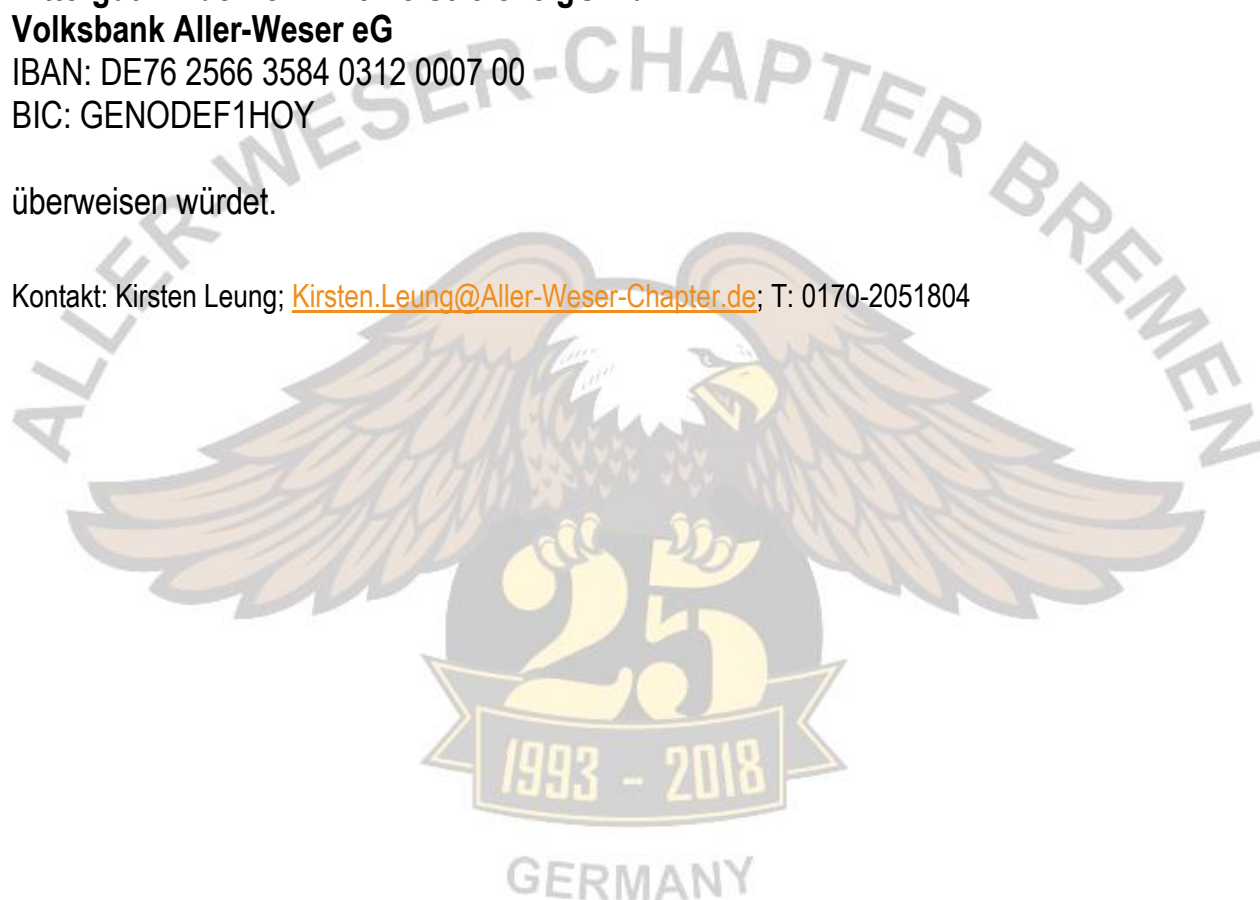 Volksbank Aller-Weser eG
IBAN: DE76 2566 3584 0312 0007 00
BIC: GENODEF1HOY
überweisen würdet.
Kontakt: Kirsten Leung; Kirsten.Leung@Aller-Weser-Chapter.de; T: 0170-2051804
ALLER-WESER-CHAPTER BREMEN
25
1993 - 2018
GERMANY